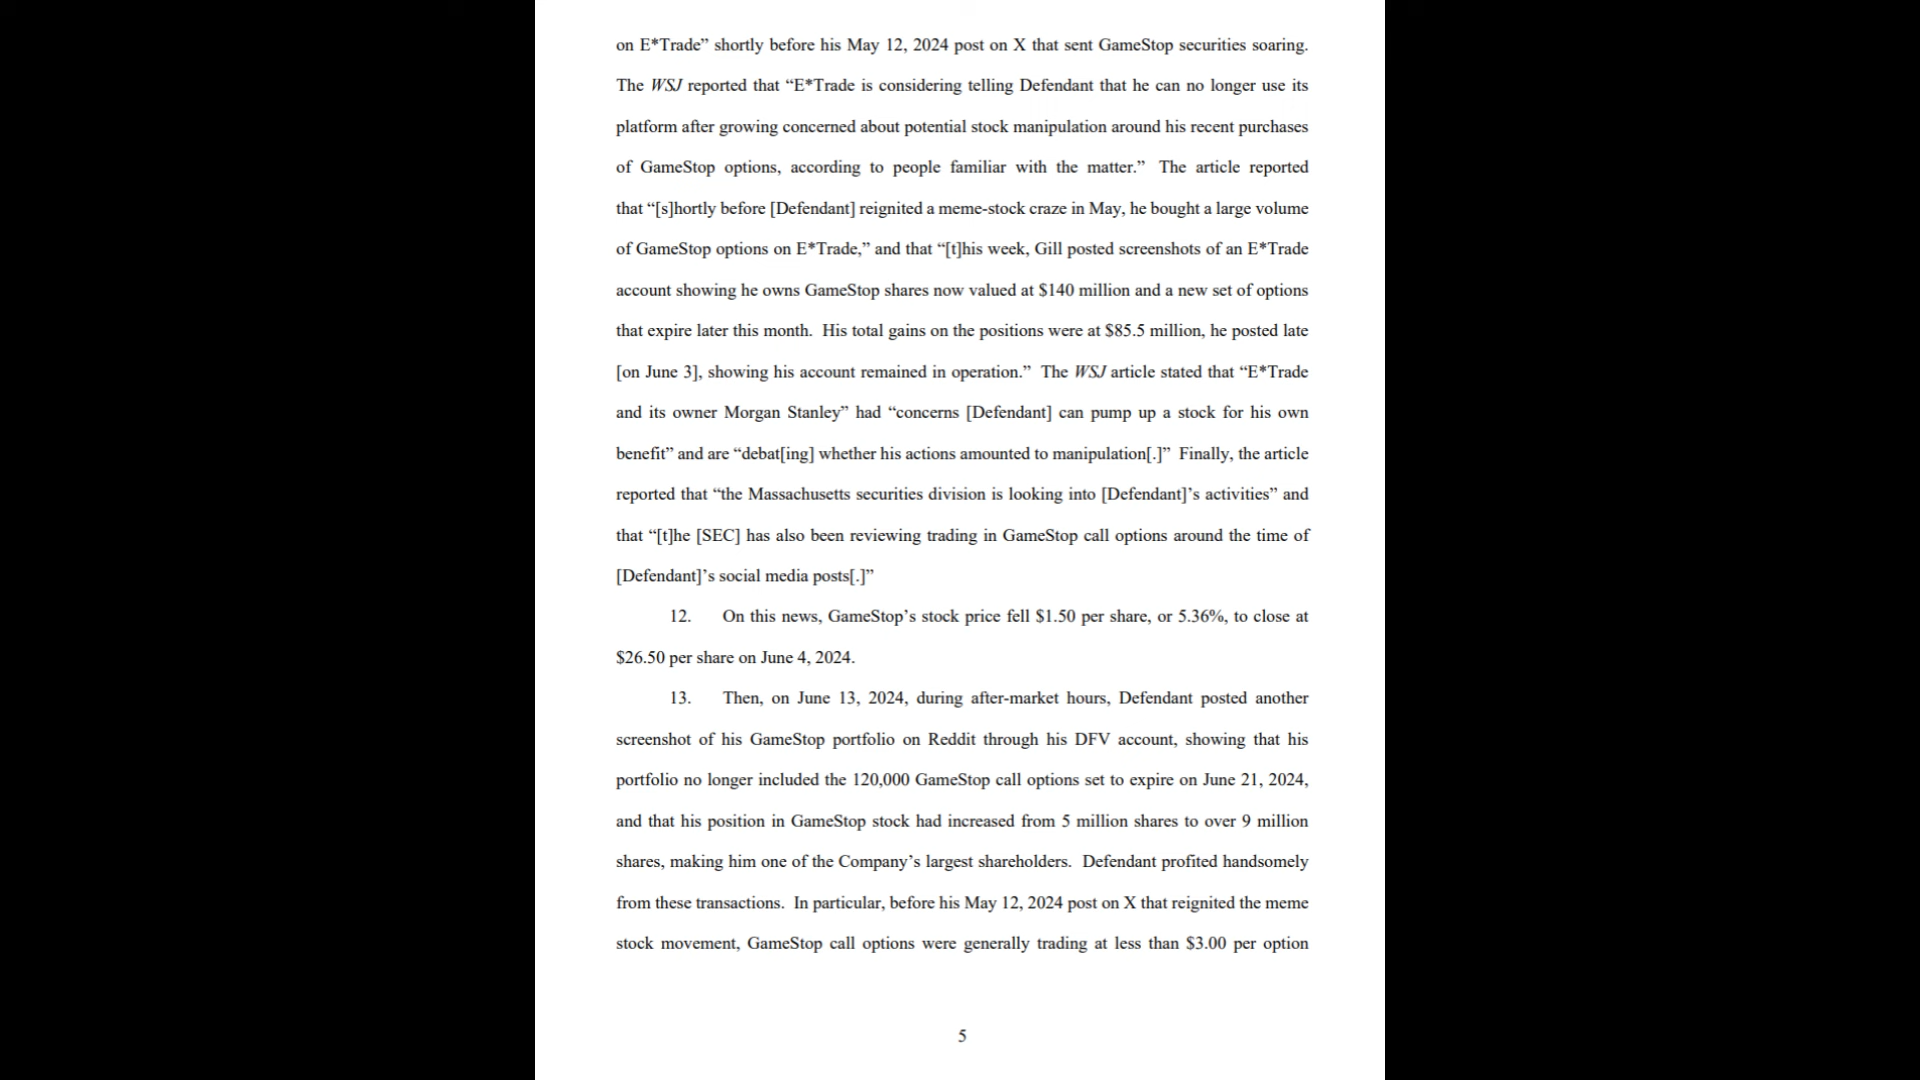 on E*Trade” shortly before his May 12, 2024 post on X that sent GameStop securities soaring.
The WSJ reported that “E*Trade is considering telling Defendant that he can no longer use its
platform after growing concerned about potential stock manipulation around his recent purchases
of GameStop options, according to people familiar with the matter.”  The article reported
that “[s]hortly before [Defendant] reignited a meme-stock craze in May, he bought a large volume
of GameStop options on E*Trade,” and that “[t]his week, Gill posted screenshots of an E*Trade
account showing he owns GameStop shares now valued at $140 million and a new set of options
that expire later this month.  His total gains on the positions were at $85.5 million, he posted late
[on June 3], showing his account remained in operation.”  The WSJ article stated that “E*Trade
and its owner Morgan Stanley” had “concerns [Defendant] can pump up a stock for his own
benefit” and are “debat[ing] whether his actions amounted to manipulation[.]”  Finally, the article
reported that “the Massachusetts securities division is looking into [Defendant]’s activities” and
that “[t]he [SEC] has also been reviewing trading in GameStop call options around the time of
[Defendant]’s social media posts[.]”
12. On this news, GameStop’s stock price fell $1.50 per share, or 5.36%, to close at
$26.50 per share on June 4, 2024.
13. Then, on June 13, 2024, during after-market hours, Defendant posted another
screenshot of his GameStop portfolio on Reddit through his DFV account, showing that his
portfolio no longer included the 120,000 GameStop call options set to expire on June 21, 2024,
and that his position in GameStop stock had increased from 5 million shares to over 9 million
shares, making him one of the Company’s largest shareholders.  Defendant profited handsomely
from these transactions.  In particular, before his May 12, 2024 post on X that reignited the meme
stock movement, GameStop call options were generally trading at less than $3.00 per option
5